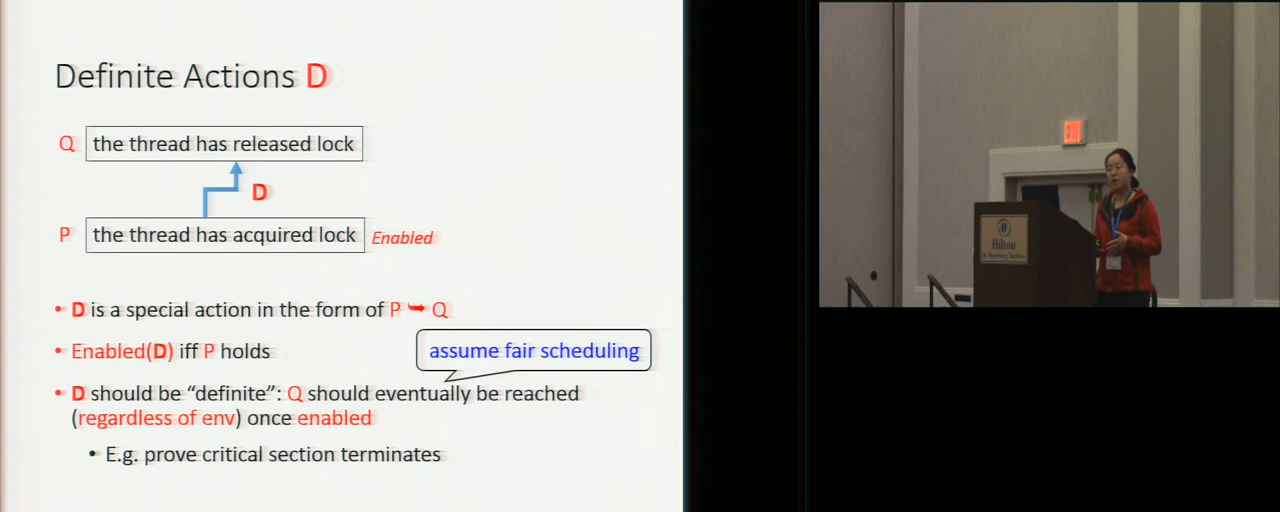 Definite Actions D
Q the thread has released lock
D
P the thread has acquired lock Enabled
• D is a special action in the form of P ⮩ Q
• Enabled(D) iff P holds
assume fair scheduling
• D should be “definite”: Q should eventually be reached
(regardless of env) once enabled
• E.g. prove critical section terminates
Hilton